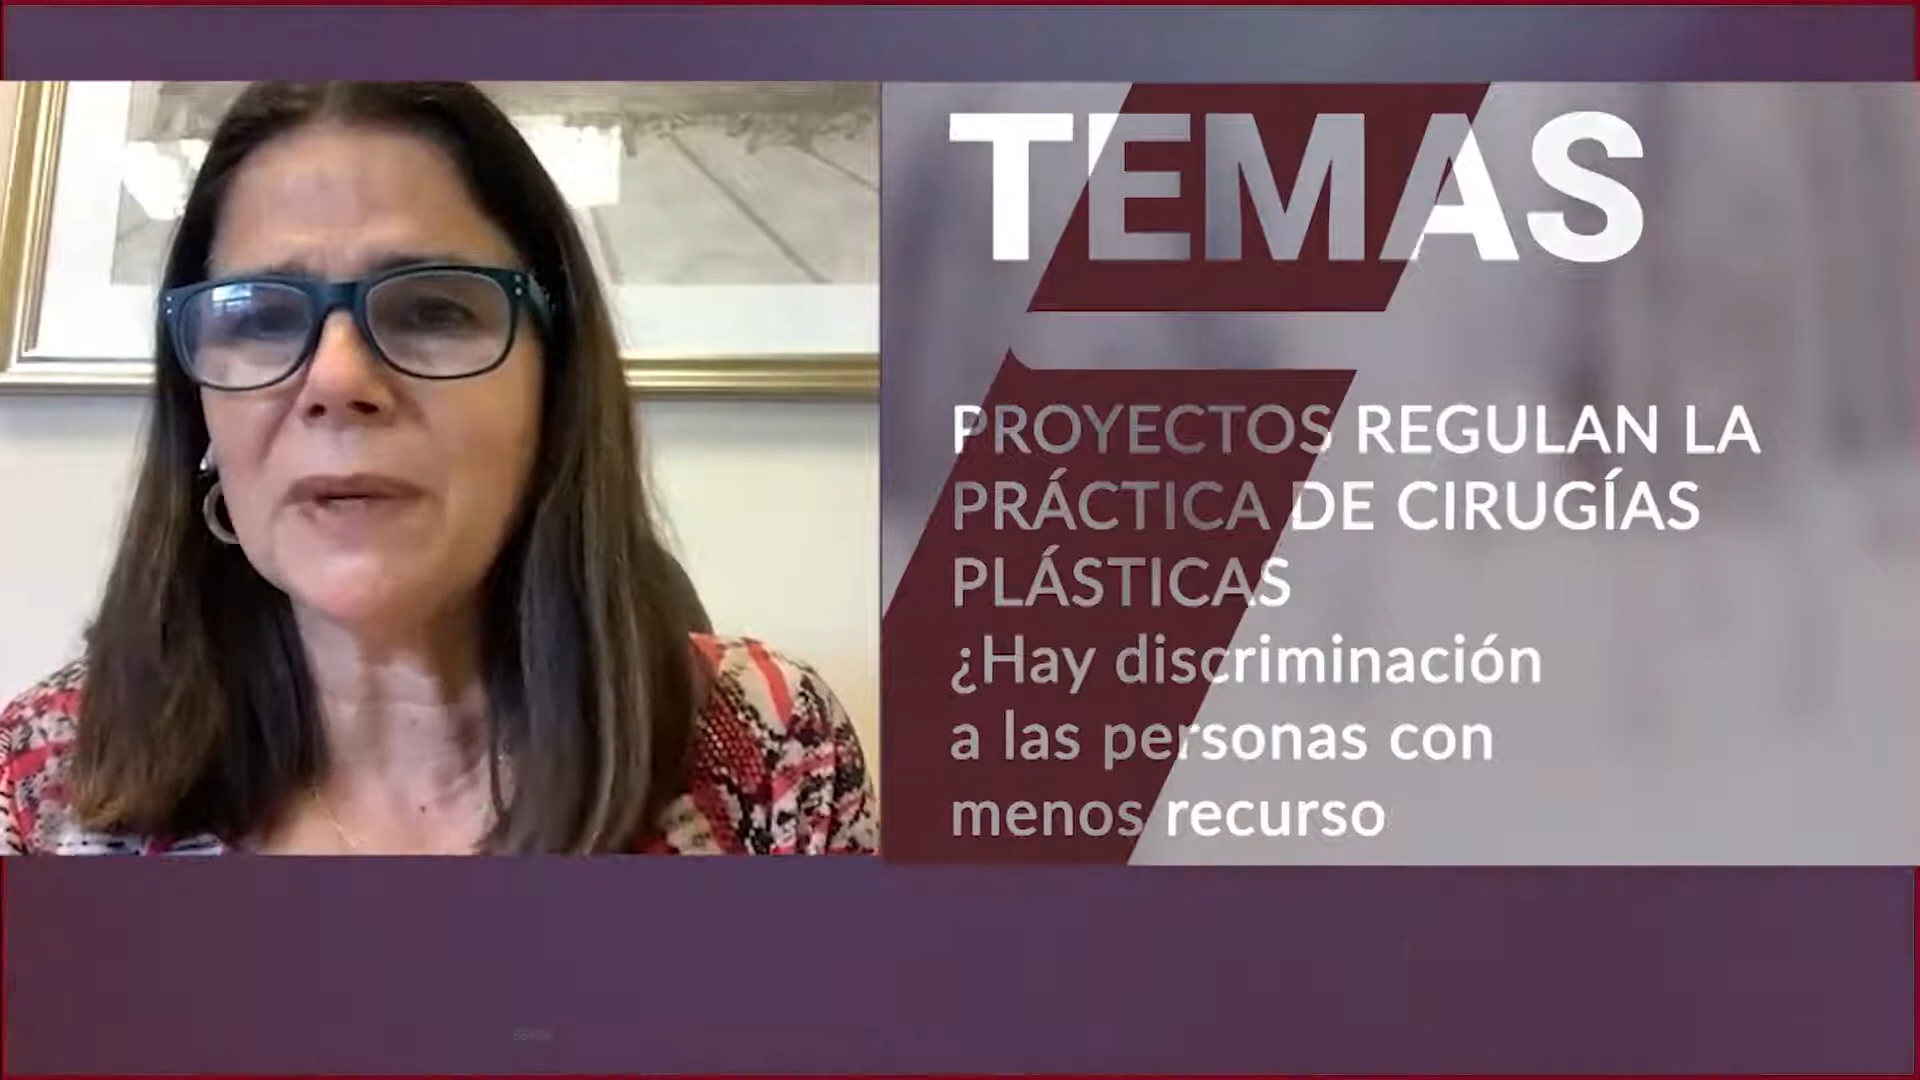 TEMAS
PROYECTOS REGULAN LA
PRÁCTICA DE CIRUGÍAS
PLÁSTICAS
¿Hay discriminación
a las personas con
menos recurso